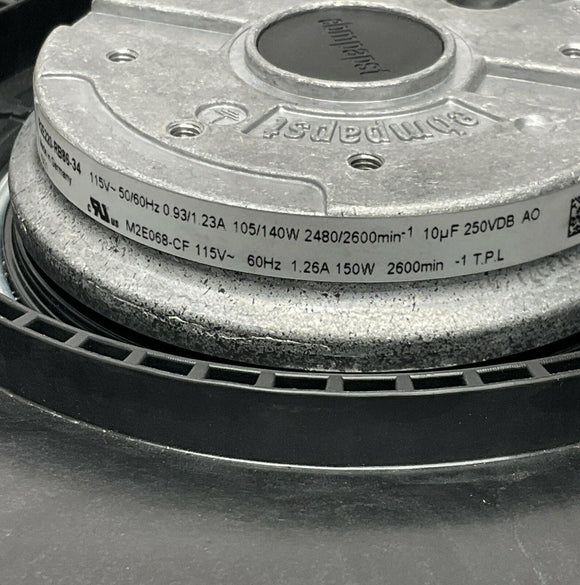 ebmpapst
ebmpapst
115V~ 50/60Hz 0.93/1.23A 105/140W 2480/2600min-1 10µF 250VDB AO
Germany
M2E068-CF 115V~ 60Hz 1.26A 150W 2600min -1 T.P.L